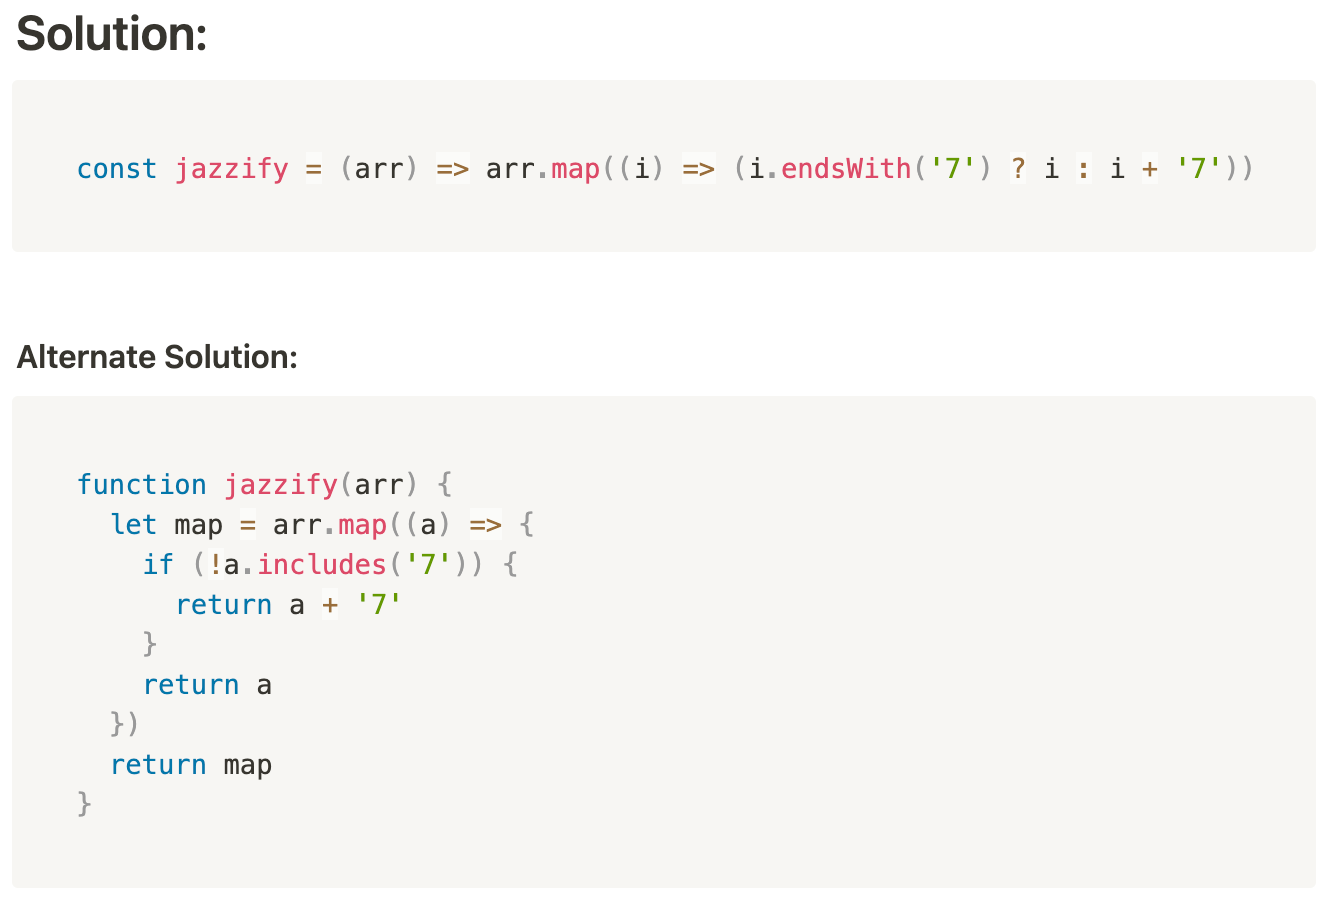 Solution:
const jazzify = (arr) => arr.map((i) => (i.endsWith('7') ? i : i + '7'))
Alternate Solution:
function jazzify(arr) {
  let map = arr.map((a) => {
    if (!a.includes('7')) {
      return a + '7'
    }
    return a
  })
  return map
}